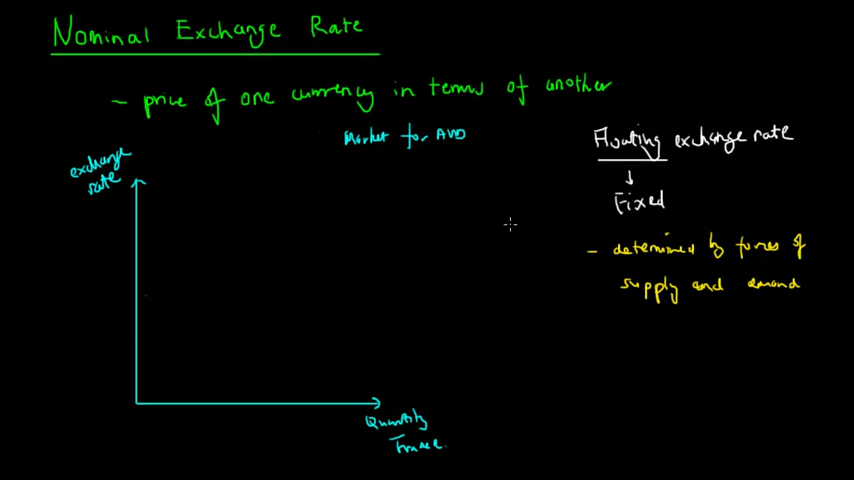 Nominal Exchange Rate
- price of one currency in terms of another
Market for AUD
exchange
rate
Floating exchange rate
↓
Fixed
- determined by forces of
supply and demand
Quantity
Traded